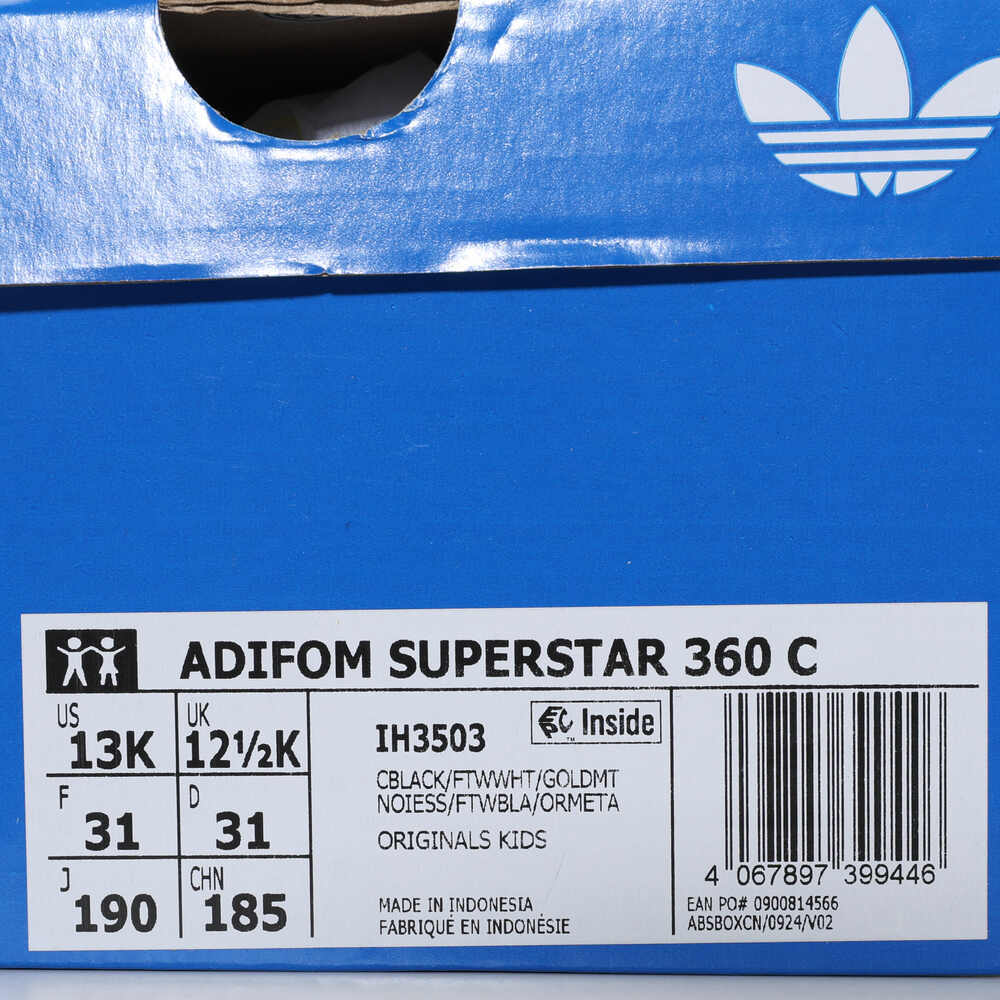 ADIFOM SUPERSTAR 360 C
US
13K
UK
12½K
F
31
D
31
J
190
CHN
185
IH3503
EPC Inside
™
CBLACK/FTWWHT/GOLDMT
NOIESS/FTWBLA/ORMETA
ORIGINALS KIDS
MADE IN INDONESIA
FABRIQUÉ EN INDONÉSIE
4 067897 399446
EAN PO# 0900814566
ABSBOXCN/0924/V02